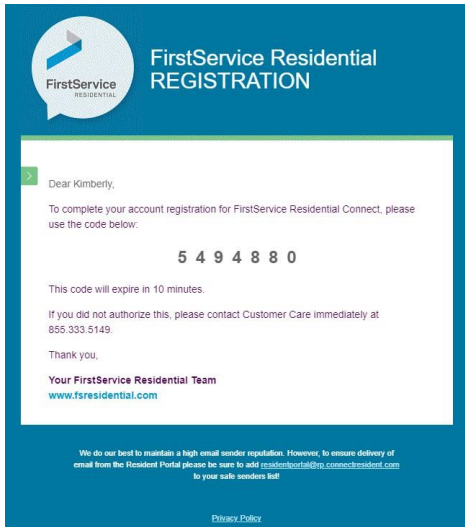 FirstService
RESIDENTIAL
FirstService Residential
REGISTRATION
Dear Kimberly,
To complete your account registration for FirstService Residential Connect, please
use the code below:
5 4 9 4 8 8 0
This code will expire in 10 minutes.
If you did not authorize this, please contact Customer Care immediately at
855.333.5149.
Thank you,
Your FirstService Residential Team
www.fsresidential.com
We do our best to maintain a high email sender reputation. However, to ensure delivery of
email from the Resident Portal please be sure to add residentportal@rp.connectresident.com
to your safe senders list!
Privacy Policy